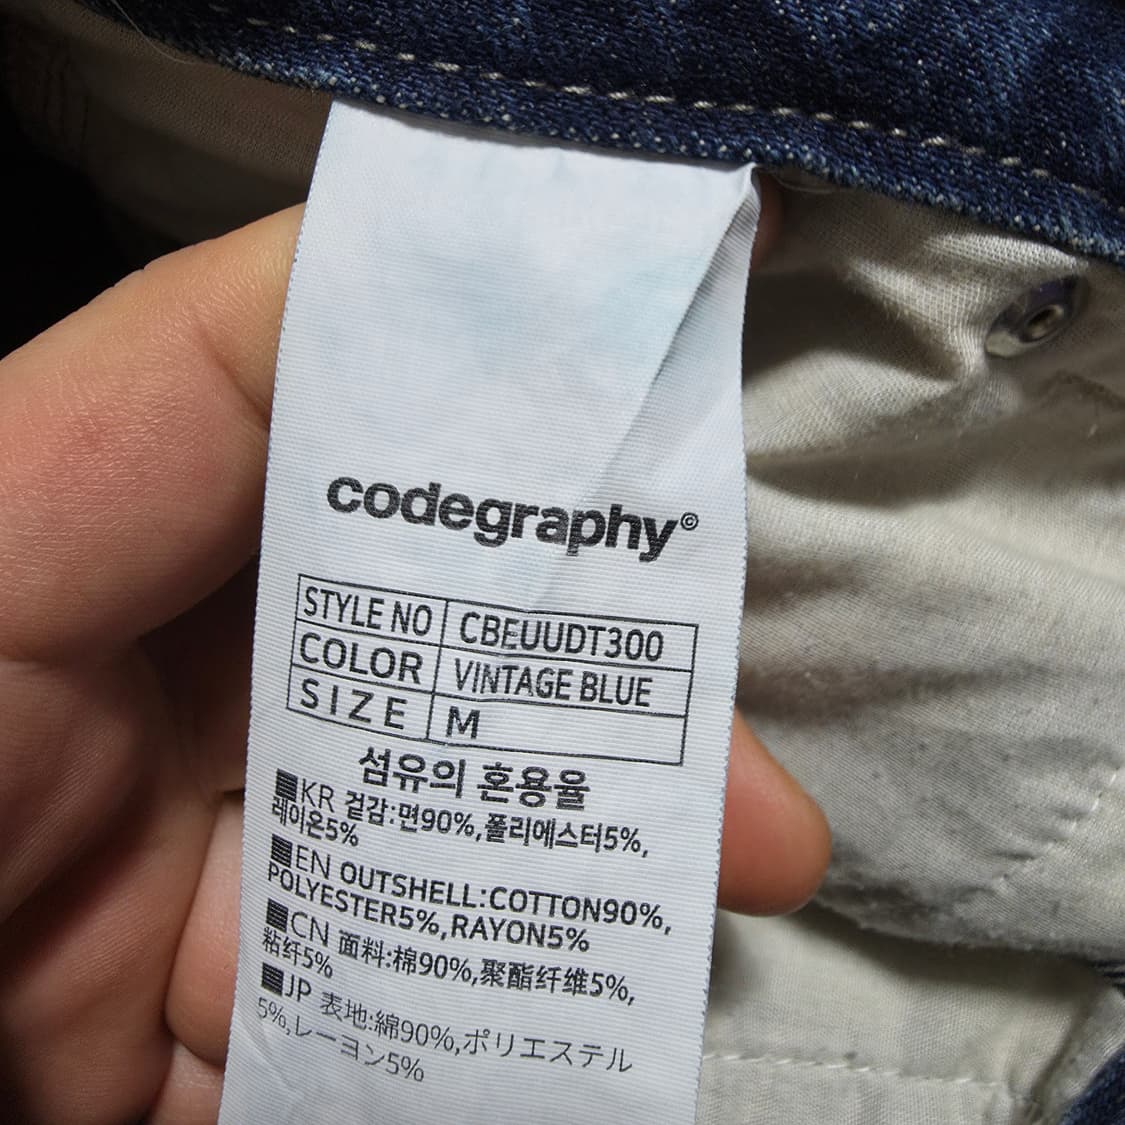 codegraphy©
STYLE NO CBEUUDT300
COLOR VINTAGE BLUE
SIZE M
섬유의 혼용율
■KR 겉감:면90%,폴리에스터5%,
레이온5%
■EN OUTSHELL:COTTON90%,
POLYESTER5%,RAYON5%
■CN 面料:棉90%,聚酯纤维5%,
粘纤5%
■JP 表地:綿90%,ポリエステル
5%,レーヨン5%